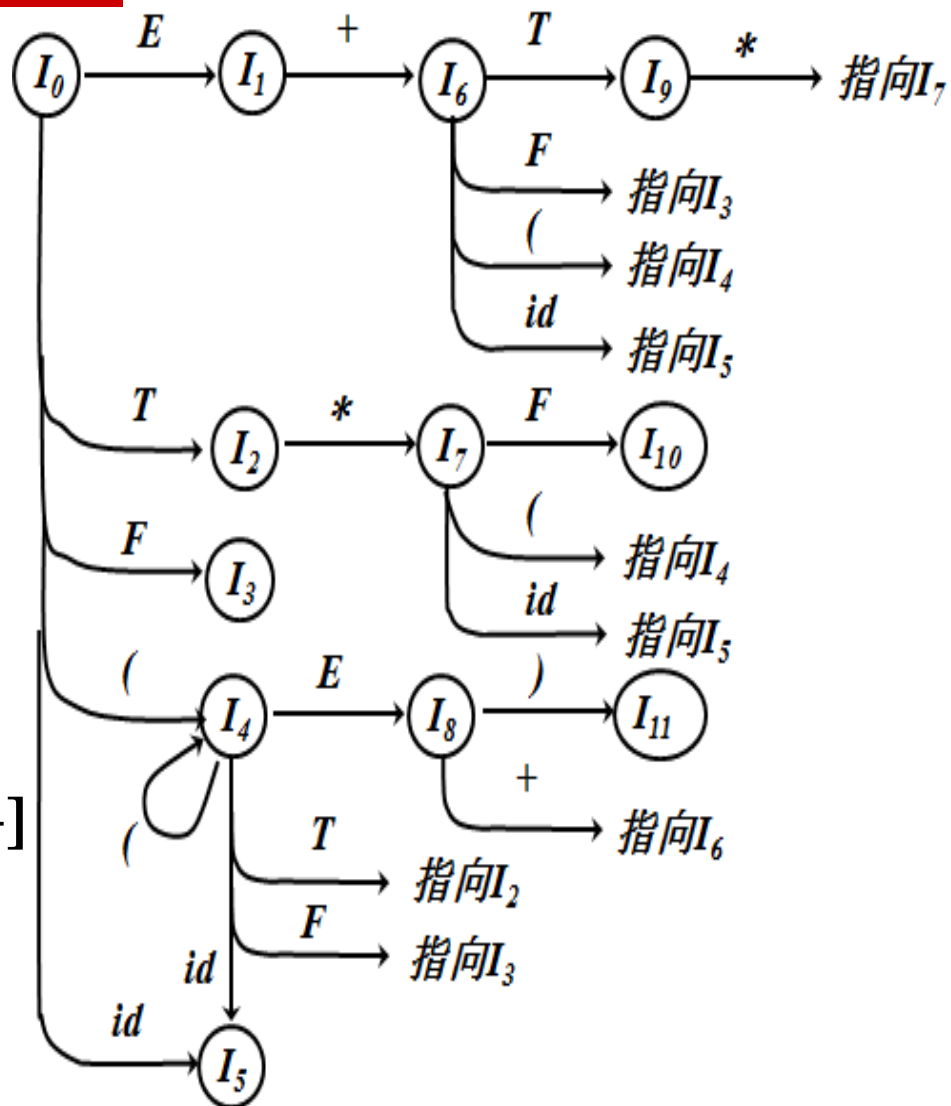 E + T *
I0 I1 I6 I9 指向I7
F
指向I3
(
指向I4
id
指向I5
T * F
I2 I7 I10
(
指向I4
F
I3
id
指向I5
( E )
I4 I8 I11
+
指向I6
-]
(
T
指向I2
F
指向I3
id
id
I5